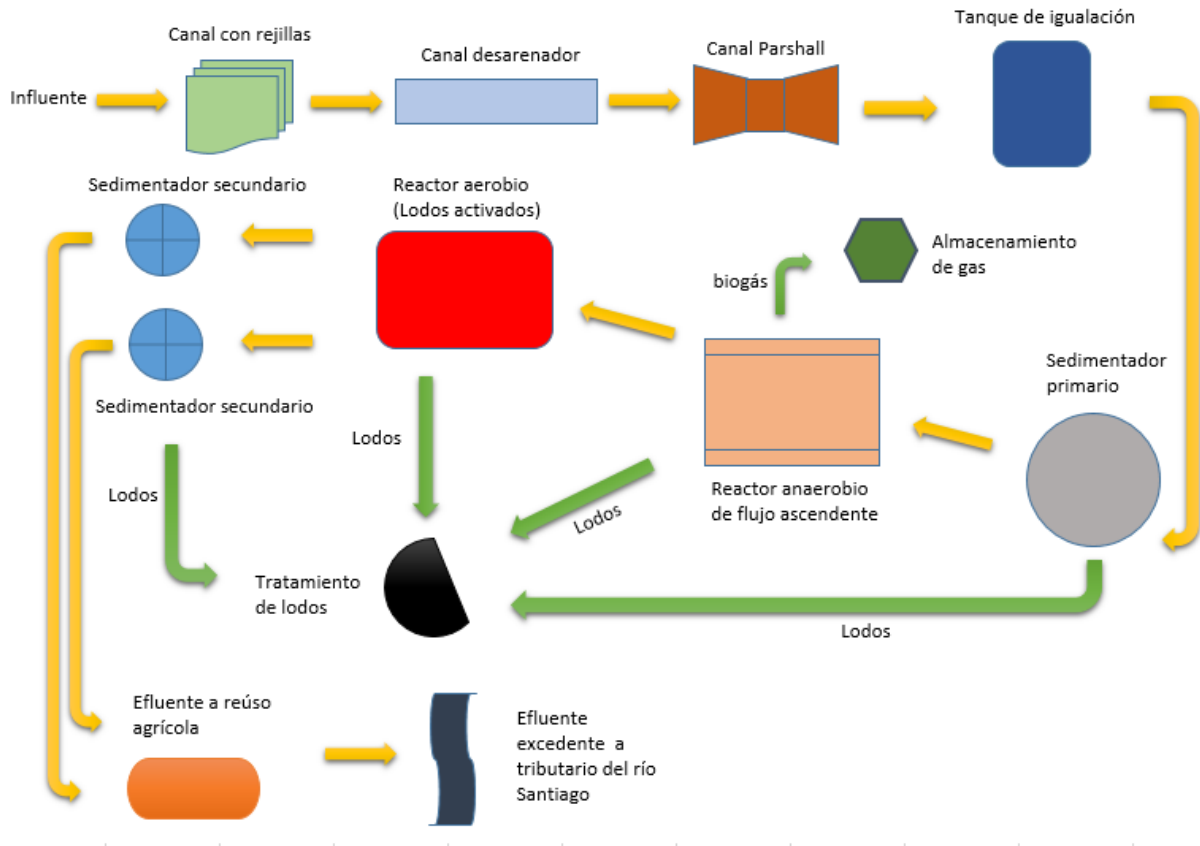 Tanque de igualación
Canal con rejillas
Canal desarenador
Canal Parshall
Influente
Sedimentador secundario
Reactor aerobio
(Lodos activados)
Almacenamiento
de gas
biogás
Sedimentador
primario
Sedimentador secundario
Lodos
Lodos
Reactor anaerobio
de flujo ascendente
Lodos
Tratamiento
de lodos
Lodos
Efluente a reúso
agrícola
Efluente
excedente a
tributario del río
Santiago